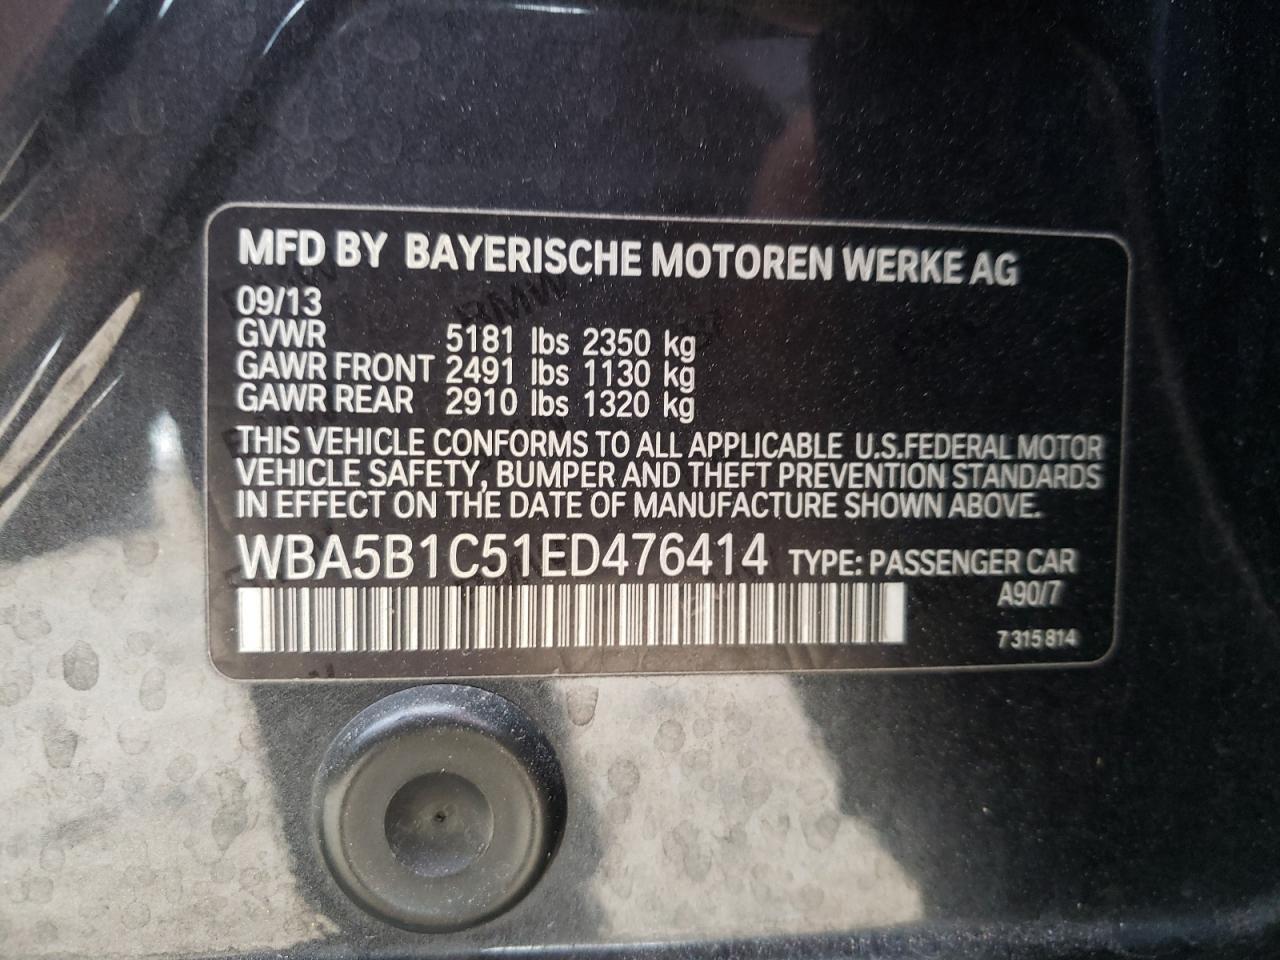 MFD BY BAYERISCHE MOTOREN WERKE AG
09/13
GVWR 5181 lbs 2350 kg
GAWR FRONT 2491 lbs 1130 kg
GAWR REAR 2910 lbs 1320 kg
THIS VEHICLE CONFORMS TO ALL APPLICABLE U.S.FEDERAL MOTOR
VEHICLE SAFETY, BUMPER AND THEFT PREVENTION STANDARDS
IN EFFECT ON THE DATE OF MANUFACTURE SHOWN ABOVE.
WBA5B1C51ED476414 TYPE: PASSENGER CAR
A90/7
7 315 814
BMW